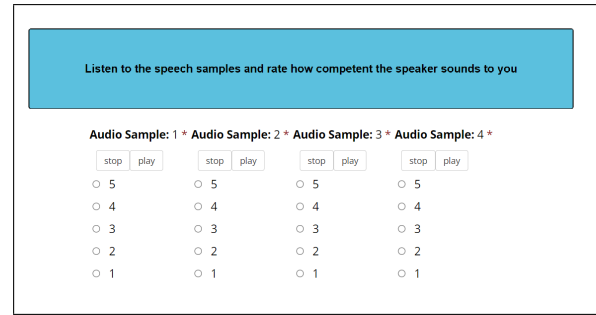 Listen to the speech samples and rate how competent the speaker sounds to you
Audio Sample: 1 * Audio Sample: 2 * Audio Sample: 3 * Audio Sample: 4 *
stop play stop play stop play stop play
5 5 5 5
4 4 4 4
3 3 3 3
2 2 2 2
1 1 1 1